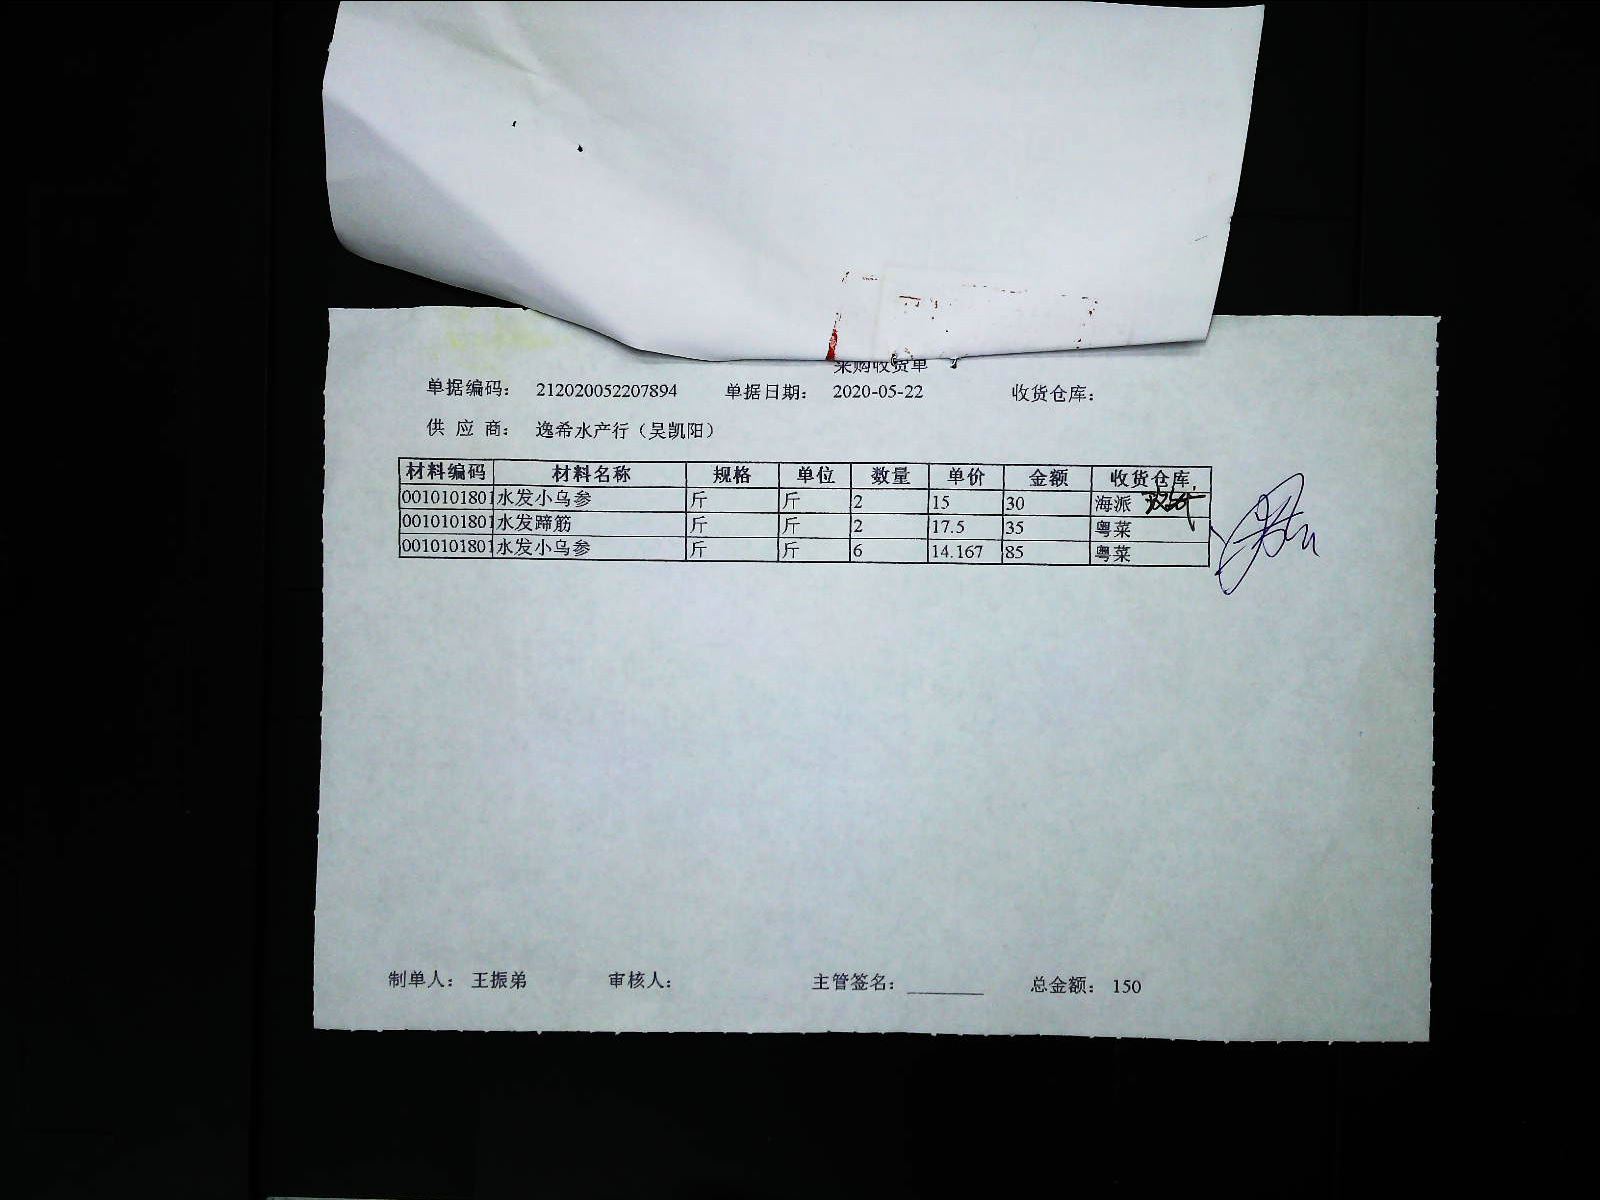 采购收货单
单据编码： 212020052207894 单据日期： 2020-05-22 收货仓库：
供 应 商： 逸希水产行（吴凯阳）
材料编码 材料名称 规格 单位 数量 单价 金额 收货仓库
0010101801 水发小乌参 斤 斤 2 15 30 海派
0010101801 水发蹄筋 斤 斤 2 17.5 35 粤菜
0010101801 水发小乌参 斤 斤 6 14.167 85 粤菜
制单人： 王振弟 审核人： 主管签名： 总金额： 150